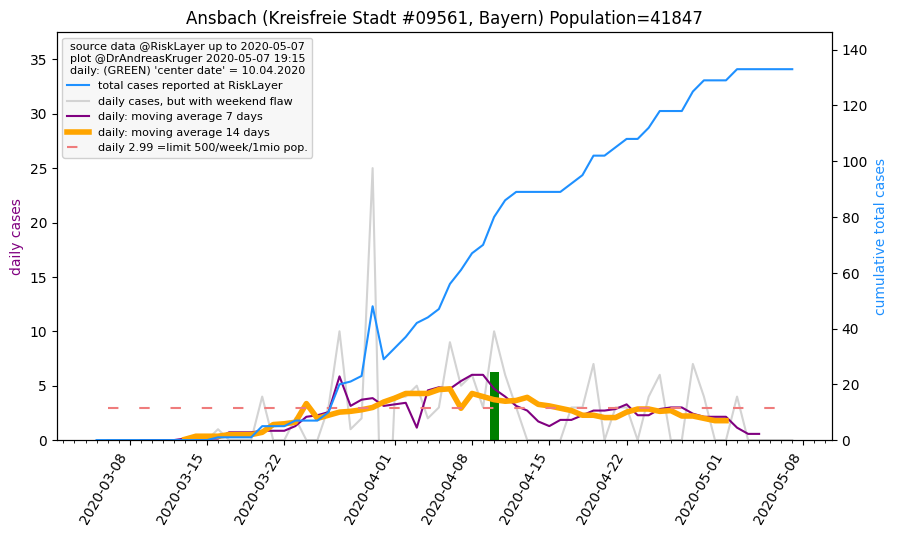 Ansbach (Kreisfreie Stadt #09561, Bayern) Population=41847
source data @RiskLayer up to 2020-05-07
plot @DrAndreasKruger 2020-05-07 19:15
daily: (GREEN) 'center date' = 10.04.2020
total cases reported at RiskLayer
daily cases, but with weekend flaw
daily: moving average 7 days
daily: moving average 14 days
daily 2.99 =limit 500/week/1mio pop.
daily cases
35
30
25
20
15
10
5
0
140
120
100
80
60
40
20
0
cumulative total cases
2020-03-08
2020-03-15
2020-03-22
2020-04-01
2020-04-08
2020-04-15
2020-04-22
2020-05-01
2020-05-08